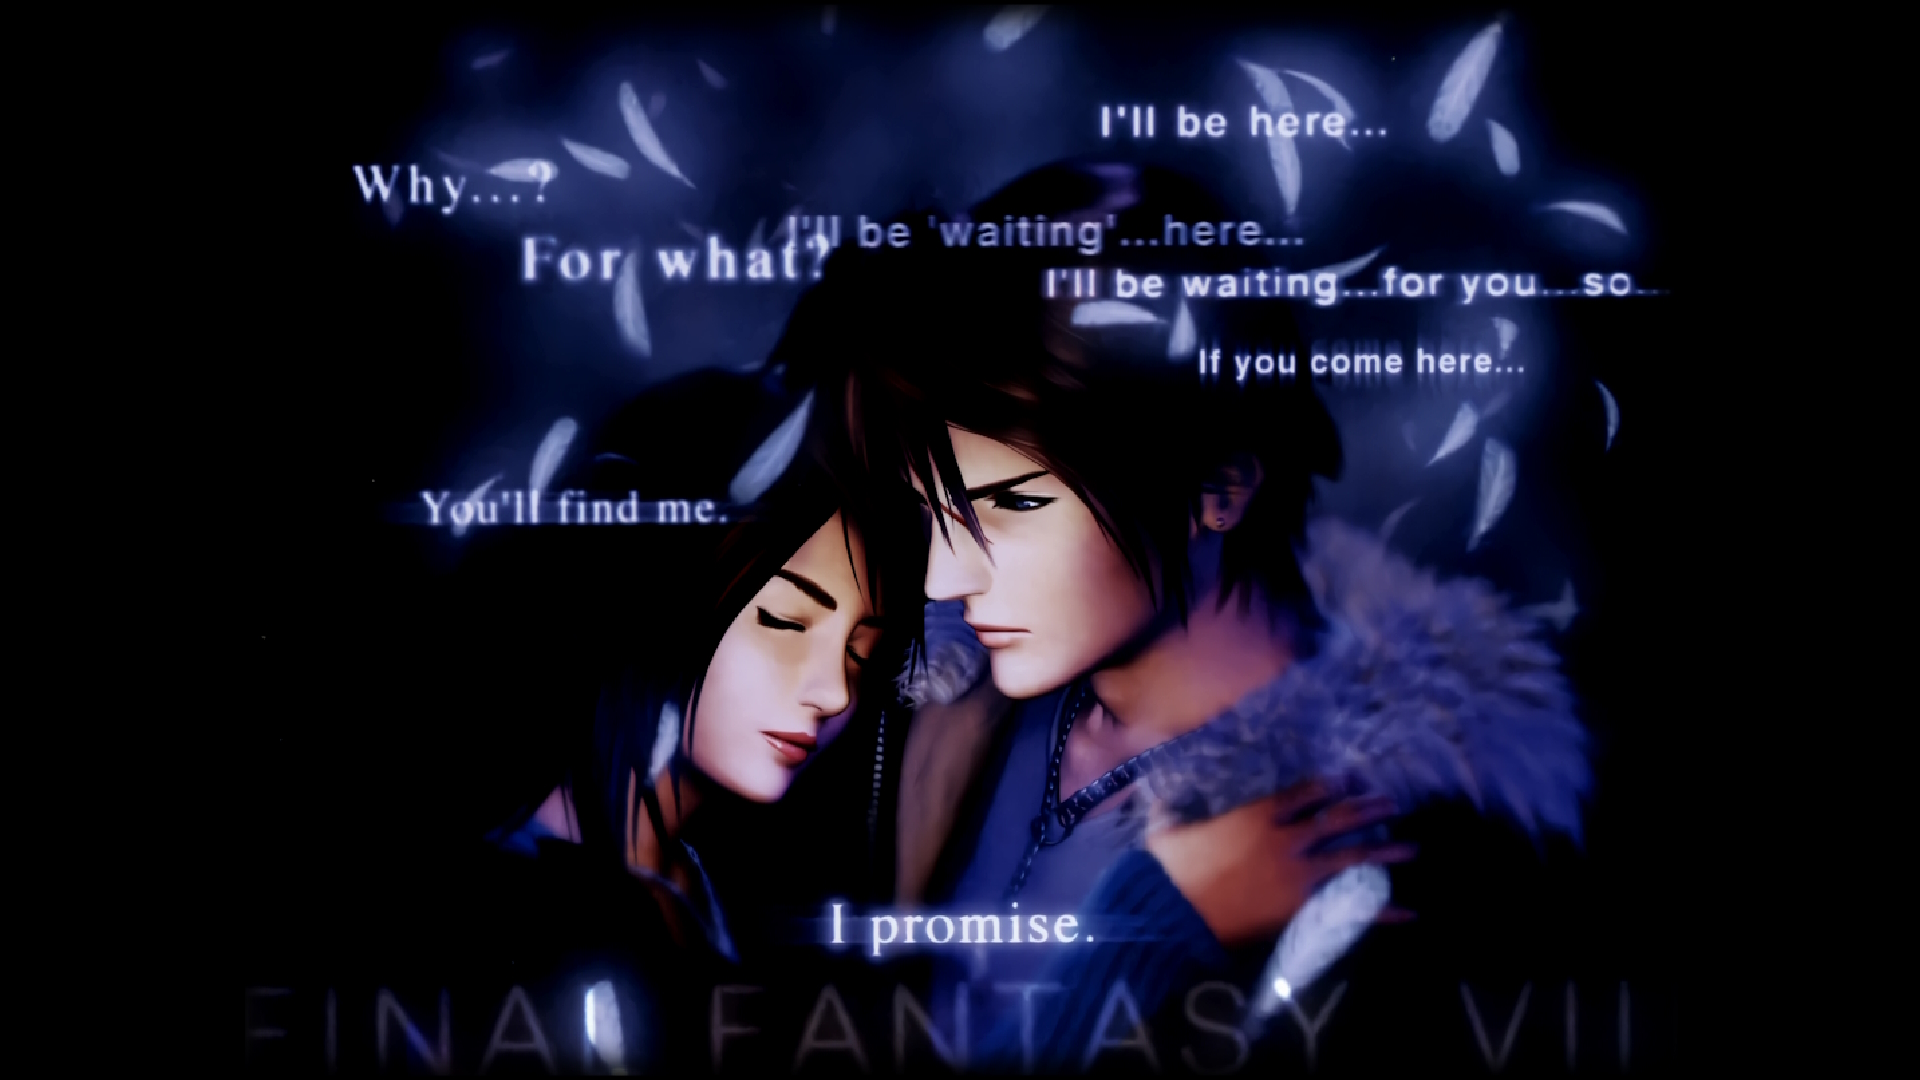 I'll be here...
Why...?
I'll be 'waiting'...here...
For what?
I'll be waiting...for you...so...
If you come here...
You'll find me.
I promise.
FINAL FANTASY VIII